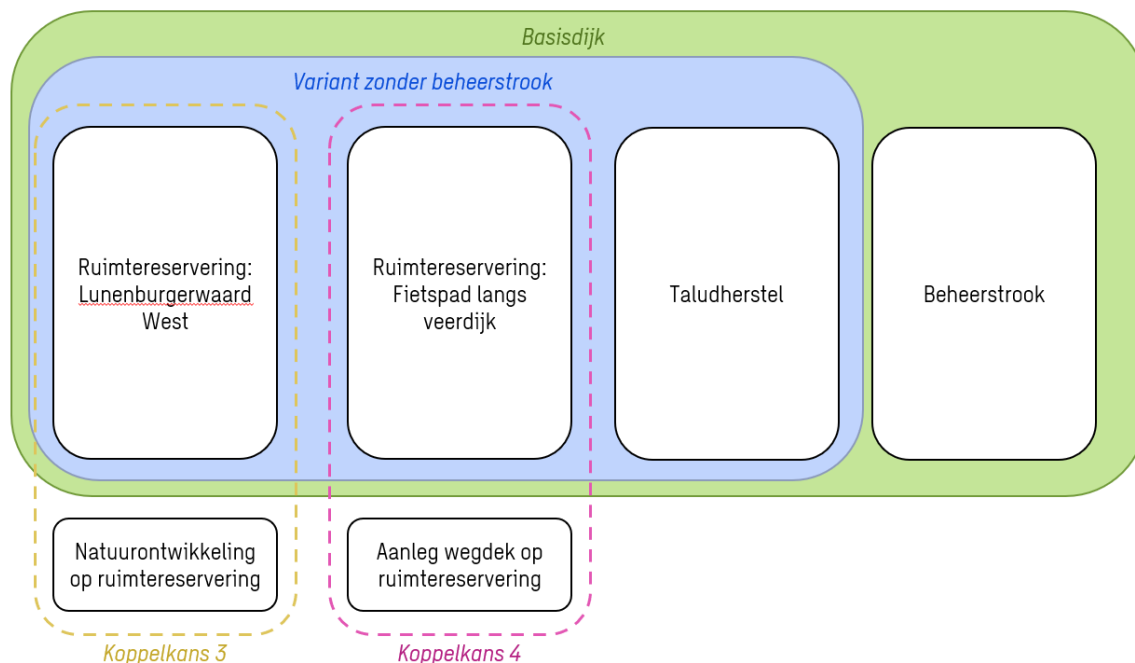 Basisdijk
Variant zonder beheerstrook
Ruimtereservering:
Lunenburgerwaard
West
Ruimtereservering:
Fietspad langs
veerdijk
Taludherstel
Beheerstrook
Natuurontwikkeling
op ruimtereservering
Aanleg wegdek op
ruimtereservering
Koppelkans 3
Koppelkans 4